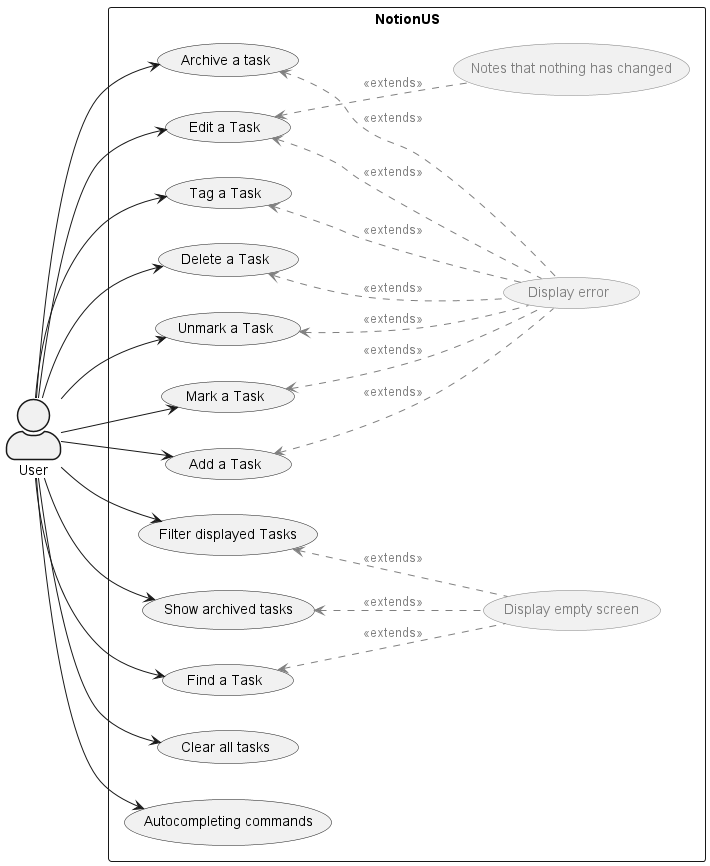 NotionUS
Archive a task
Notes that nothing has changed
«extends»
«extends»
Edit a Task
«extends»
Tag a Task
«extends»
Delete a Task
«extends»
Display error
«extends»
Unmark a Task
«extends»
Mark a Task
«extends»
Add a Task
User
Filter displayed Tasks
«extends»
«extends»
Show archived tasks
Display empty screen
«extends»
Find a Task
Clear all tasks
Autocompleting commands